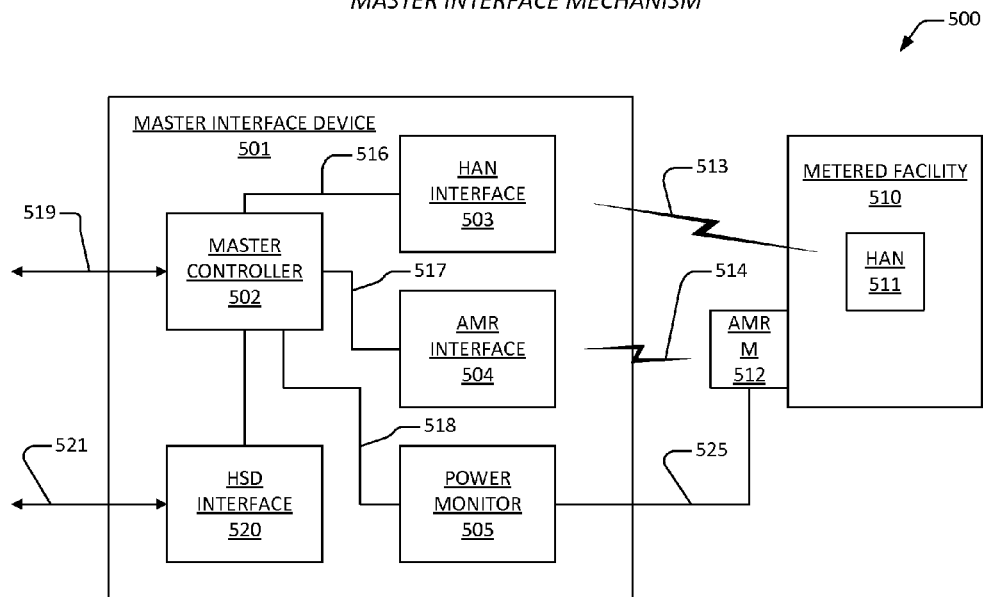 MASTER INTERFACE MECHANISM
500
MASTER INTERFACE DEVICE
501
516
HAN
INTERFACE
503
513
METERED FACILITY
510
HAN
511
519
MASTER
CONTROLLER
502
517
514
AMR
INTERFACE
504
AMR
M
512
518
521
HSD
INTERFACE
520
POWER
MONITOR
505
525